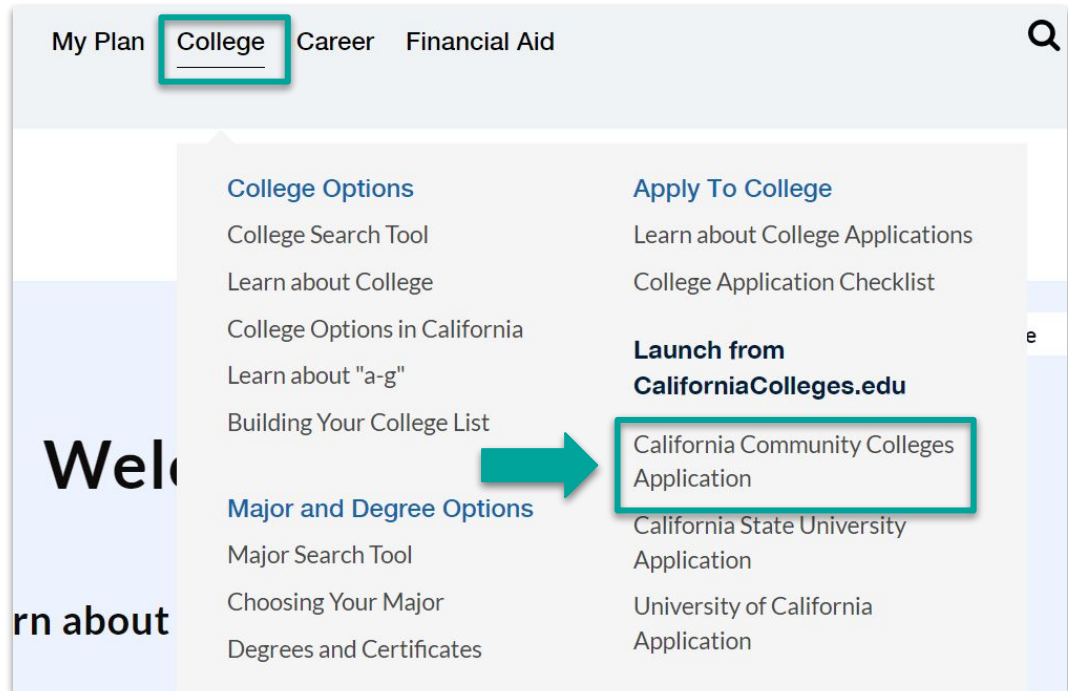 My Plan College Career Financial Aid
College Options
College Search Tool
Learn about College
College Options in California
Learn about "a-g"
Building Your College List
Major and Degree Options
Major Search Tool
Choosing Your Major
Degrees and Certificates
Apply To College
Learn about College Applications
College Application Checklist
Launch from
CaliforniaColleges.edu
California Community Colleges
Application
California State University
Application
University of California
Application
rn about